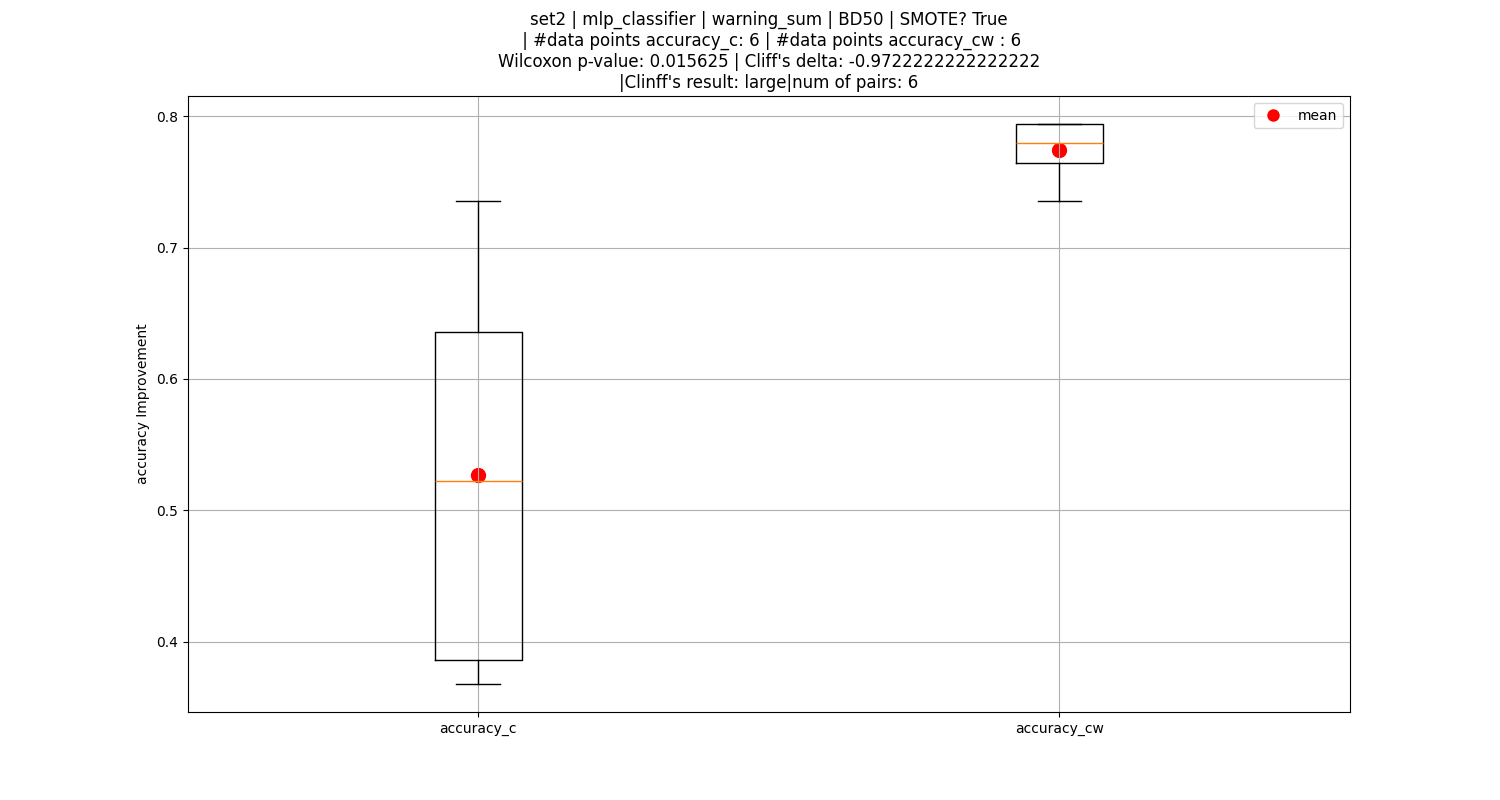 set2 | mlp_classifier | warning_sum | BD50 | SMOTE? True
| #data points accuracy_c: 6 | #data points accuracy_cw : 6
Wilcoxon p-value: 0.015625 | Cliff's delta: -0.9722222222222222
|Clinff's result: large|num of pairs: 6
mean
0.8
0.7
0.6
0.5
0.4
accuracy Improvement
accuracy_c
accuracy_cw